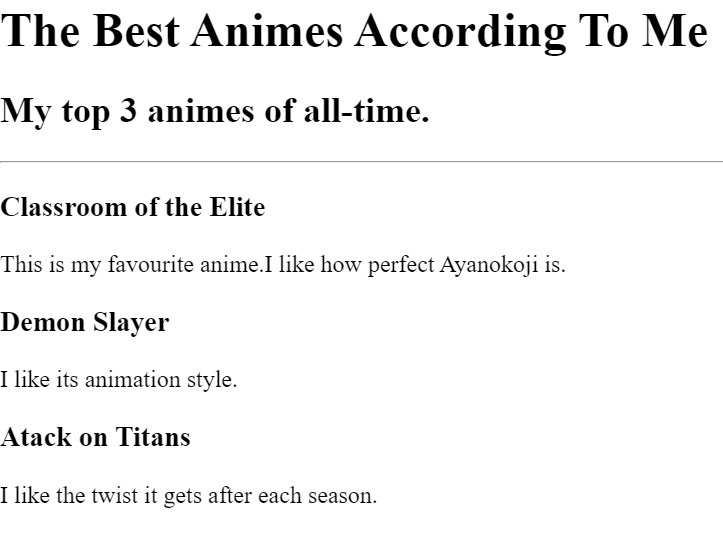 The Best Animes According To Me
My top 3 animes of all-time.
Classroom of the Elite
This is my favourite anime.I like how perfect Ayanokoji is.
Demon Slayer
I like its animation style.
Atack on Titans
I like the twist it gets after each season.